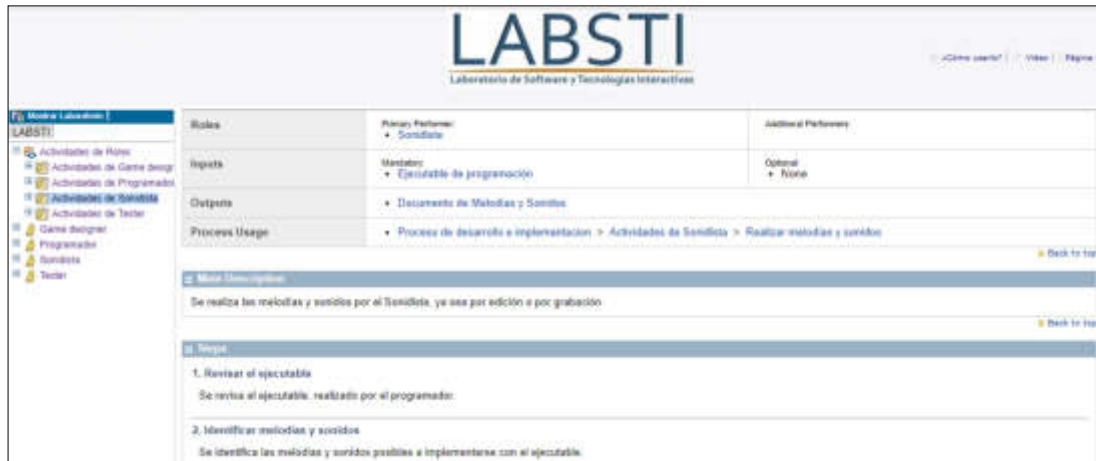 LABSTI
Laboratorio de Software y Tecnologías Interactivas
¿Cómo usarlo? | Video | Página
Mostrar Laboratorio
LABSTI
Actividades de Roles
Actividades de Game design
Actividades de Programador
Actividades de Sonidista
Actividades de Tester
Game designer
Programador
Sonidista
Tester
Roles
Primary Performer:
Sonidista
Additional Performers
Inputs
Mandatory:
Ejecutable de programación
Optional
None
Outputs
Documento de Melodías y Sonidos
Process Usage
Proceso de desarrollo e implementacion > Actividades de Sonidista > Realizar melodías y sonidos
Back to top
Main Description
Se realiza las melodías y sonidos por el Sonidista, ya sea por edición o por grabación
Back to top
Steps
1. Revisar el ejecutable
Se revisa el ejecutable, realizado por el programador.
2. Identificar melodías y sonidos
Se identifica las melodías y sonidos posibles a implementarse con el ejecutable.